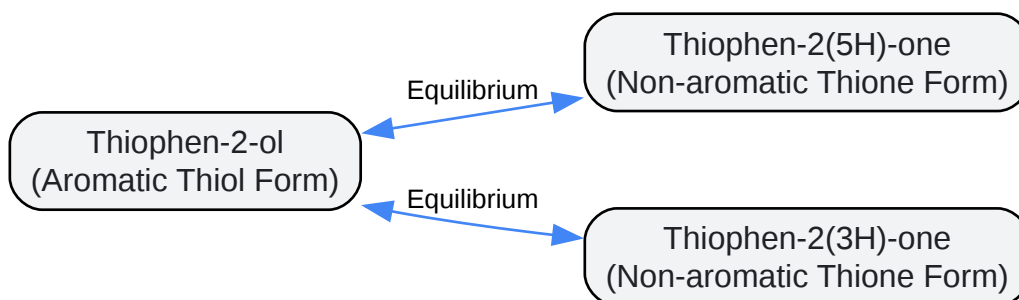 Thiophen-2(5H)-one
(Non-aromatic Thione Form)
Equilibrium
Thiophen-2-ol
(Aromatic Thiol Form)
Equilibrium
Thiophen-2(3H)-one
(Non-aromatic Thione Form)